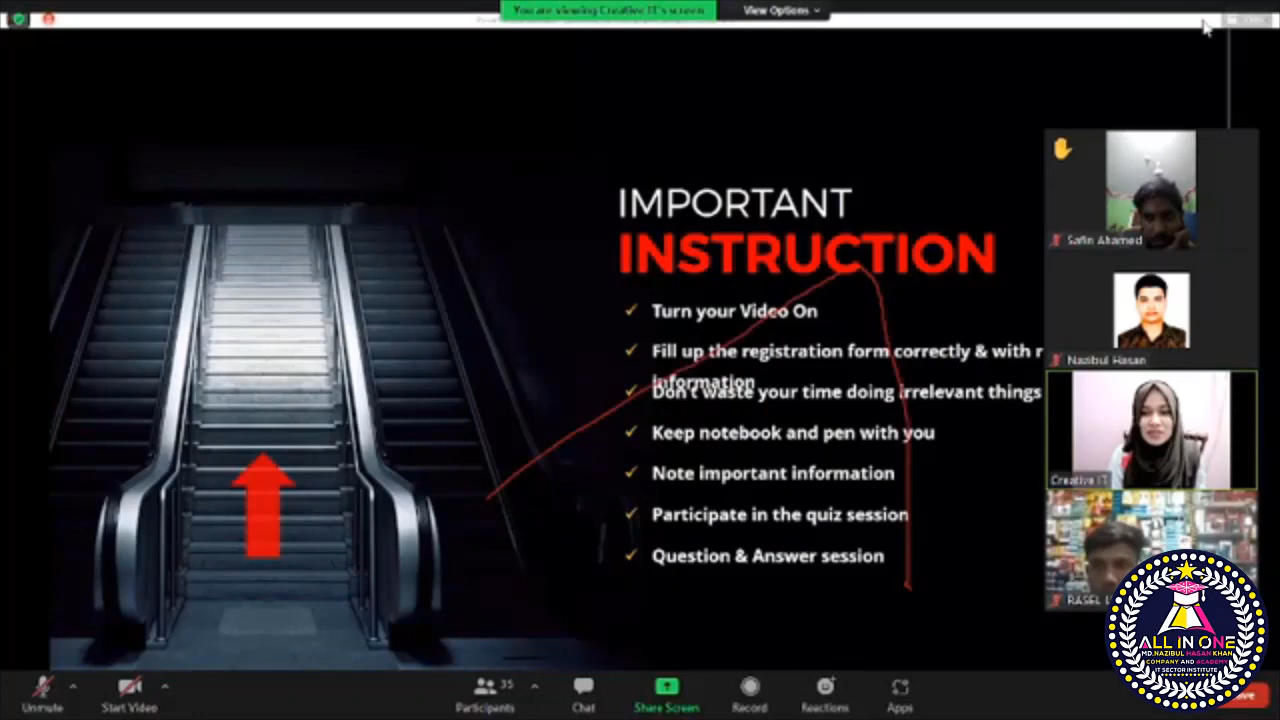 You are viewing Creative IT's screen
View Options
IMPORTANT
INSTRUCTION
Turn your Video On
Fill up the registration form correctly & with r
information
Don't waste your time doing irrelevant things
Keep notebook and pen with you
Note important information
Participate in the quiz session
Question & Answer session
Safin Ahamed
Nazibul Hasan
Creative IT
RASEL
ALL IN ONE
MD.NAZIBUL HASAN KHAN
COMPANY AND ACADEMY
IT SECTOR INSTITUTE
Unmute
Start Video
35
Participants
Chat
Share Screen
Record
Reactions
Apps